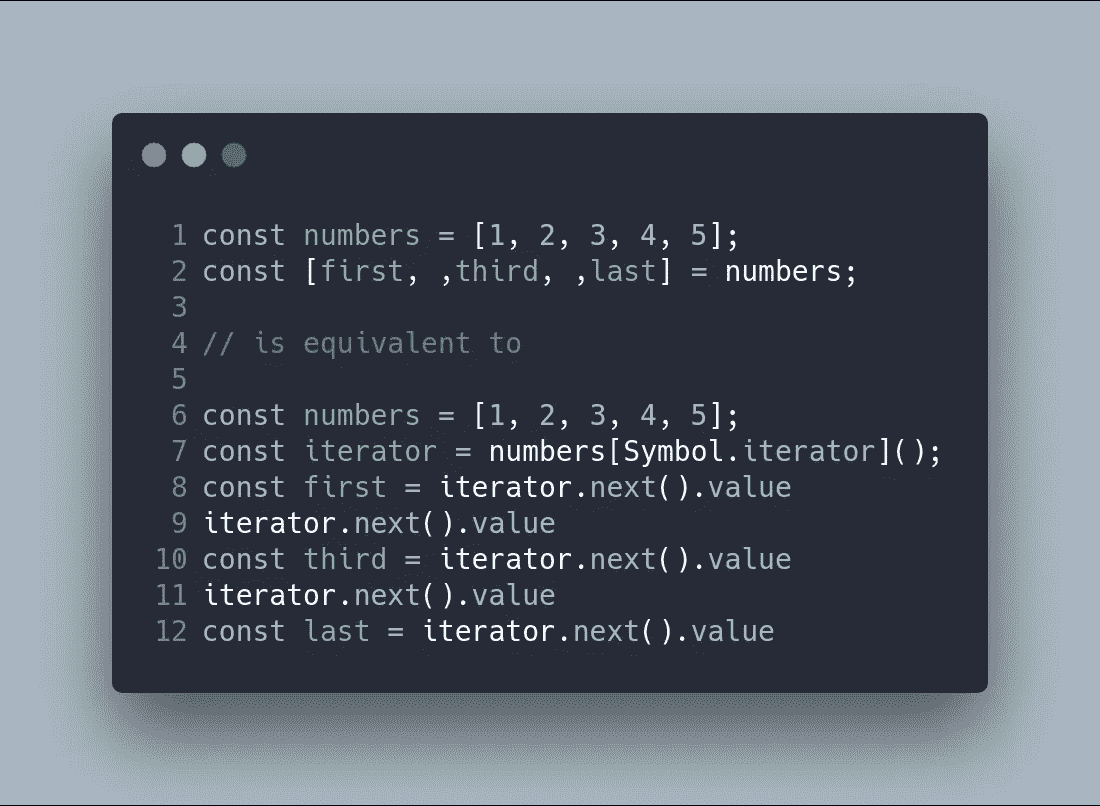 1 const numbers = [1, 2, 3, 4, 5];
2 const [first, ,third, ,last] = numbers;
3
4 // is equivalent to
5
6 const numbers = [1, 2, 3, 4, 5];
7 const iterator = numbers[Symbol.iterator]();
8 const first = iterator.next().value
9 iterator.next().value
10 const third = iterator.next().value
11 iterator.next().value
12 const last = iterator.next().value